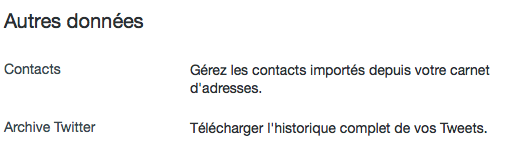 Autres données
Contacts Gérez les contacts importés depuis votre carnet
d'adresses.
Archive Twitter Télécharger l'historique complet de vos Tweets.